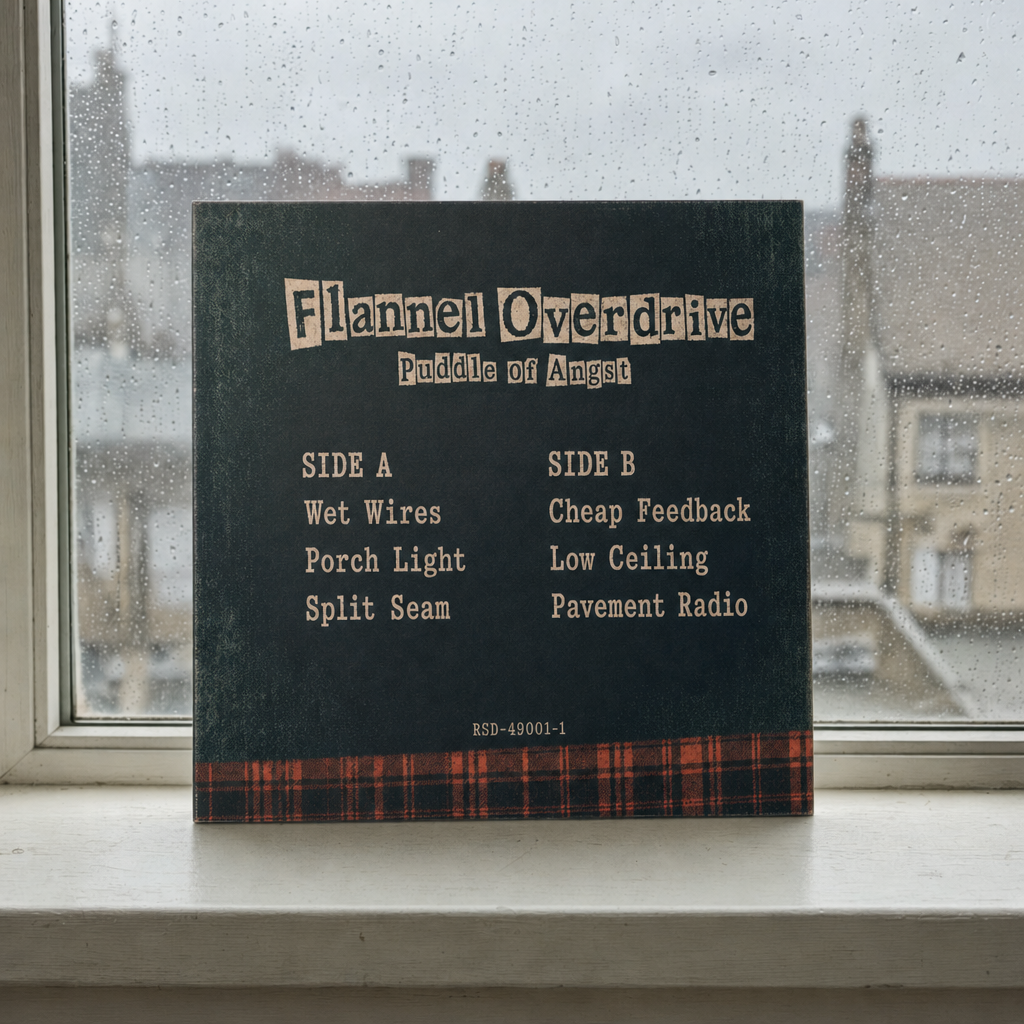 Flannel Overdrive
Puddle of Angst
SIDE A
Wet Wires
Porch Light
Split Seam
SIDE B
Cheap Feedback
Low Ceiling
Pavement Radio
RSD-49001-1